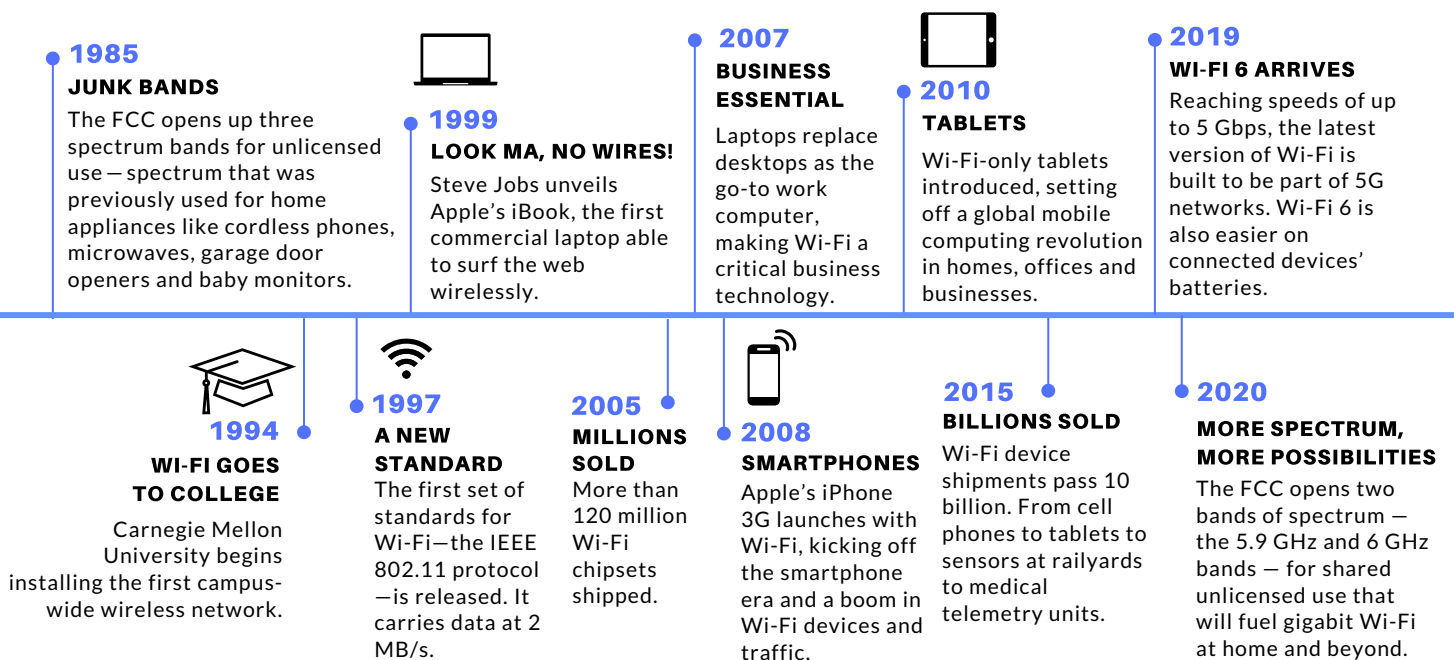 1985
JUNK BANDS
The FCC opens up three
spectrum bands for unlicensed
use — spectrum that was
previously used for home
appliances like cordless phones,
microwaves, garage door
openers and baby monitors.
1999
LOOK MA, NO WIRES!
Steve Jobs unveils
Apple's iBook, the first
commercial laptop able
to surf the web
wirelessly.
2007
BUSINESS
ESSENTIAL
Laptops replace
desktops as the
go-to work
computer,
making Wi-Fi a
critical business
technology.
2010
TABLETS
Wi-Fi-only tablets
introduced, setting
off a global mobile
computing revolution
in homes, offices and
businesses.
2019
WI-FI 6 ARRIVES
Reaching speeds of up
to 5 Gbps, the latest
version of Wi-Fi is
built to be part of 5G
networks. Wi-Fi 6 is
also easier on
connected devices'
batteries.
1994
WI-FI GOES
TO COLLEGE
Carnegie Mellon
University begins
installing the first campus-
wide wireless network.
1997
A NEW
STANDARD
The first set of
standards for
Wi-Fi—the IEEE
802.11 protocol
—is released. It
carries data at 2
MB/s.
2005
MILLIONS
SOLD
More than
120 million
Wi-Fi
chipsets
shipped.
2008
SMARTPHONES
Apple's iPhone
3G launches with
Wi-Fi, kicking off
the smartphone
era and a boom in
Wi-Fi devices and
traffic.
2015
BILLIONS SOLD
Wi-Fi device
shipments pass 10
billion. From cell
phones to tablets to
sensors at railyards
to medical
telemetry units.
2020
MORE SPECTRUM,
MORE POSSIBILITIES
The FCC opens two
bands of spectrum —
the 5.9 GHz and 6 GHz
bands — for shared
unlicensed use that
will fuel gigabit Wi-Fi
at home and beyond.